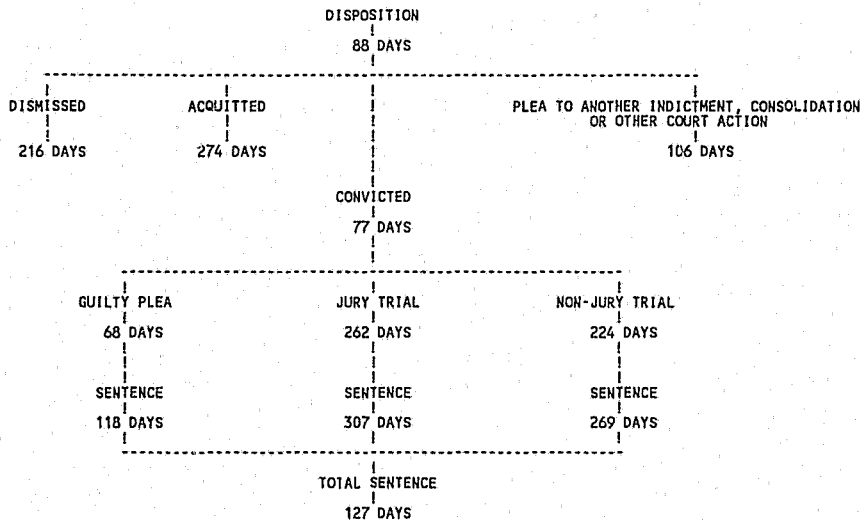 DISPOSITION
88 DAYS
DISMISSED ACQUITTED PLEA TO ANOTHER INDICTMENT, CONSOLIDATION
OR OTHER COURT ACTION
216 DAYS 274 DAYS 106 DAYS
CONVICTED
77 DAYS
GUILTY PLEA JURY TRIAL NON-JURY TRIAL
68 DAYS 262 DAYS 224 DAYS
SENTENCE SENTENCE SENTENCE
118 DAYS 307 DAYS 269 DAYS
TOTAL SENTENCE
127 DAYS